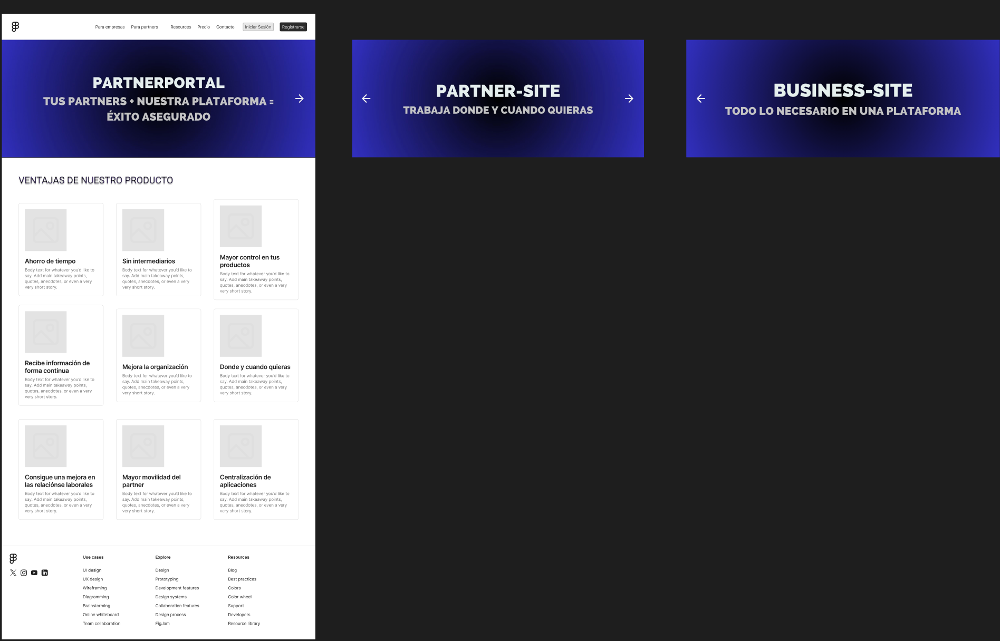 Para empresas Para partners Resources Precio Contacto Iniciar Sesión Registrarse
PARTNERPORTAL
TUS PARTNERS + NUESTRA PLATAFORMA =
ÉXITO ASEGURADO
PARTNER-SITE
TRABAJA DONDE Y CUANDO QUIERAS
BUSINESS-SITE
TODO LO NECESARIO EN UNA PLATAFORMA
VENTAJAS DE NUESTRO PRODUCTO
Ahorro de tiempo
Body text for whatever you'd like to
say. Add main takeaway points,
quotes, anecdotes, or even a very
very short story.
Sin intermediarios
Body text for whatever you'd like to
say. Add main takeaway points,
quotes, anecdotes, or even a very
very short story.
Mayor control en tus
productos
Body text for whatever you'd like to
say. Add main takeaway points,
quotes, anecdotes, or even a very
very short story.
Recibe información de
forma continua
Body text for whatever you'd like to
say. Add main takeaway points,
quotes, anecdotes, or even a very
very short story.
Mejora la organización
Body text for whatever you'd like to
say. Add main takeaway points,
quotes, anecdotes, or even a very
very short story.
Donde y cuando quieras
Body text for whatever you'd like to
say. Add main takeaway points,
quotes, anecdotes, or even a very
very short story.
Consigue una mejora en
las relaciónse laborales
Body text for whatever you'd like to
say. Add main takeaway points,
quotes, anecdotes, or even a very
very short story.
Mayor movilidad del
partner
Body text for whatever you'd like to
say. Add main takeaway points,
quotes, anecdotes, or even a very
very short story.
Centralización de
aplicaciones
Body text for whatever you'd like to
say. Add main takeaway points,
quotes, anecdotes, or even a very
very short story.
Use cases
UI design
UX design
Wireframing
Diagramming
Brainstorming
Online whiteboard
Team collaboration
Explore
Design
Prototyping
Development features
Design systems
Collaboration features
Design process
FigJam
Resources
Blog
Best practices
Colors
Color wheel
Support
Developers
Resource library